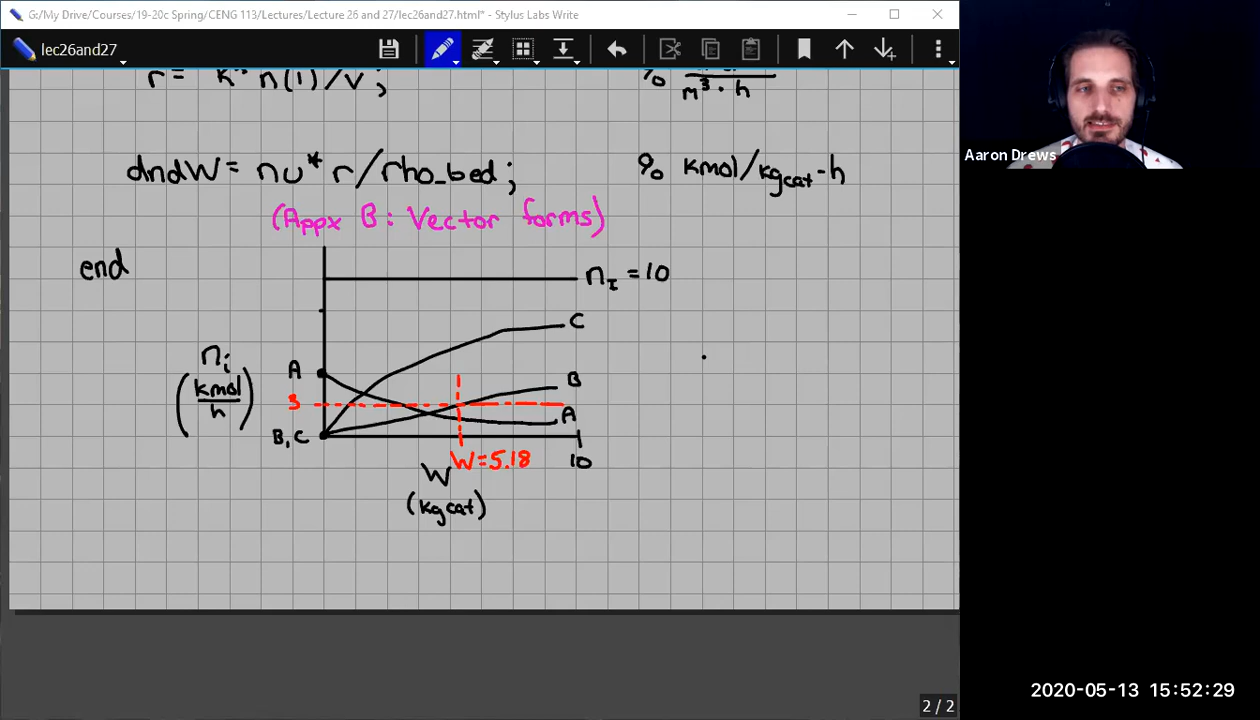 G:/My Drive/Courses/19-20c Spring/CENG 113/Lectures/Lecture 26 and 27/lec26and27.html* - Stylus Labs Write
lec26and27
r = k * n(1)/v ;
% m³ · h
dndW = nu * r/rho_bed ; % kmol/kgcat-h
(Appx B: Vector forms)
end
nI = 10
C
ni
(kmol/h)
A
B
3
A
B, C
W W=5.18 10
(kgcat)
Aaron Drews
2 / 2
2020-05-13 15:52:29